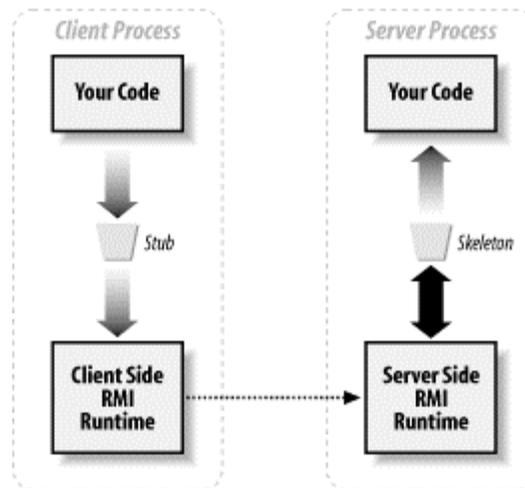 Client Process
Your Code
Stub
Client Side
RMI
Runtime
Server Process
Your Code
Skeleton
Server Side
RMI
Runtime